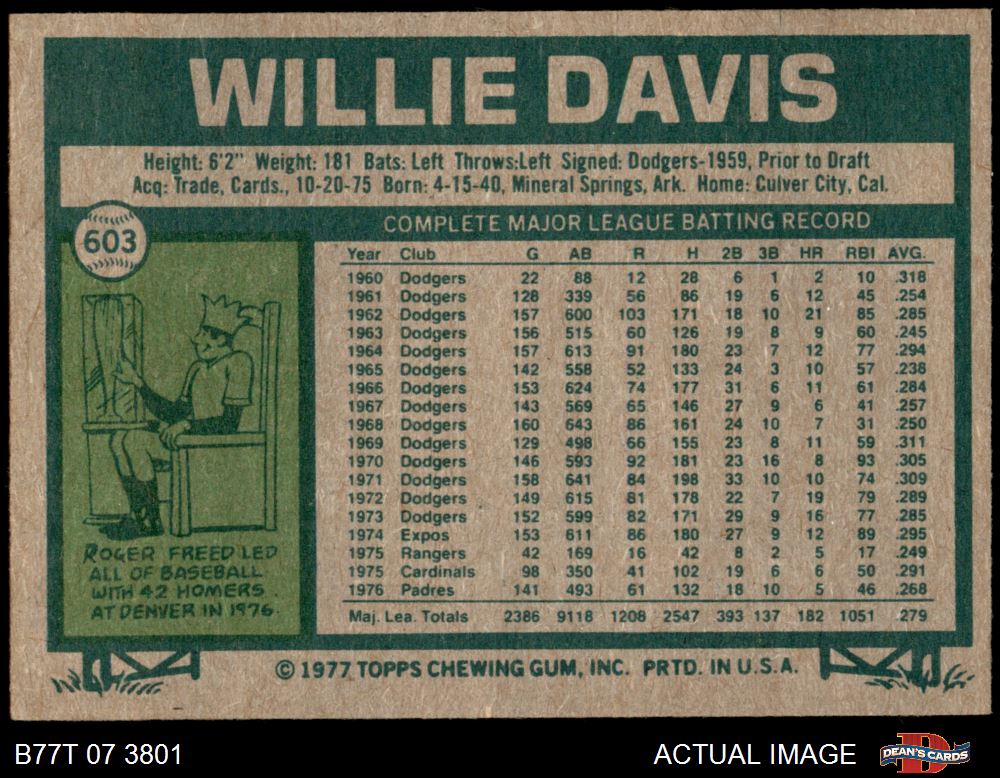 WILLIE DAVIS
Height: 6'2" Weight: 181 Bats: Left Throws:Left Signed: Dodgers-1959, Prior to Draft
Acq: Trade, Cards., 10-20-75 Born: 4-15-40, Mineral Springs, Ark. Home: Culver City, Cal.
603
COMPLETE MAJOR LEAGUE BATTING RECORD
Year Club G AB R H 2B 3B HR RBI AVG.
1960 Dodgers 22 88 12 28 6 1 2 10 .318
1961 Dodgers 128 339 56 86 19 6 12 45 .254
1962 Dodgers 157 600 103 171 18 10 21 85 .285
1963 Dodgers 156 515 60 126 19 8 9 60 .245
1964 Dodgers 157 613 91 180 23 7 12 77 .294
1965 Dodgers 142 558 52 133 24 3 10 57 .238
1966 Dodgers 153 624 74 177 31 6 11 61 .284
1967 Dodgers 143 569 65 146 27 9 6 41 .257
1968 Dodgers 160 643 86 161 24 10 7 31 .250
1969 Dodgers 129 498 66 155 23 8 11 59 .311
1970 Dodgers 146 593 92 181 23 16 8 93 .305
1971 Dodgers 158 641 84 198 33 10 10 74 .309
1972 Dodgers 149 615 81 178 22 7 19 79 .289
1973 Dodgers 152 599 82 171 29 9 16 77 .285
1974 Expos 153 611 86 180 27 9 12 89 .295
1975 Rangers 42 169 16 42 8 2 5 17 .249
1975 Cardinals 98 350 41 102 19 6 6 50 .291
1976 Padres 141 493 61 132 18 10 5 46 .268
Maj. Lea. Totals 2386 9118 1208 2547 393 137 182 1051 .279
ROGER FREED LED
ALL OF BASEBALL
WITH 42 HOMERS
AT DENVER IN 1976.
© 1977 TOPPS CHEWING GUM, INC. PRTD. IN U.S.A.
B77T 07 3801
ACTUAL IMAGE
DEAN'S CARDS